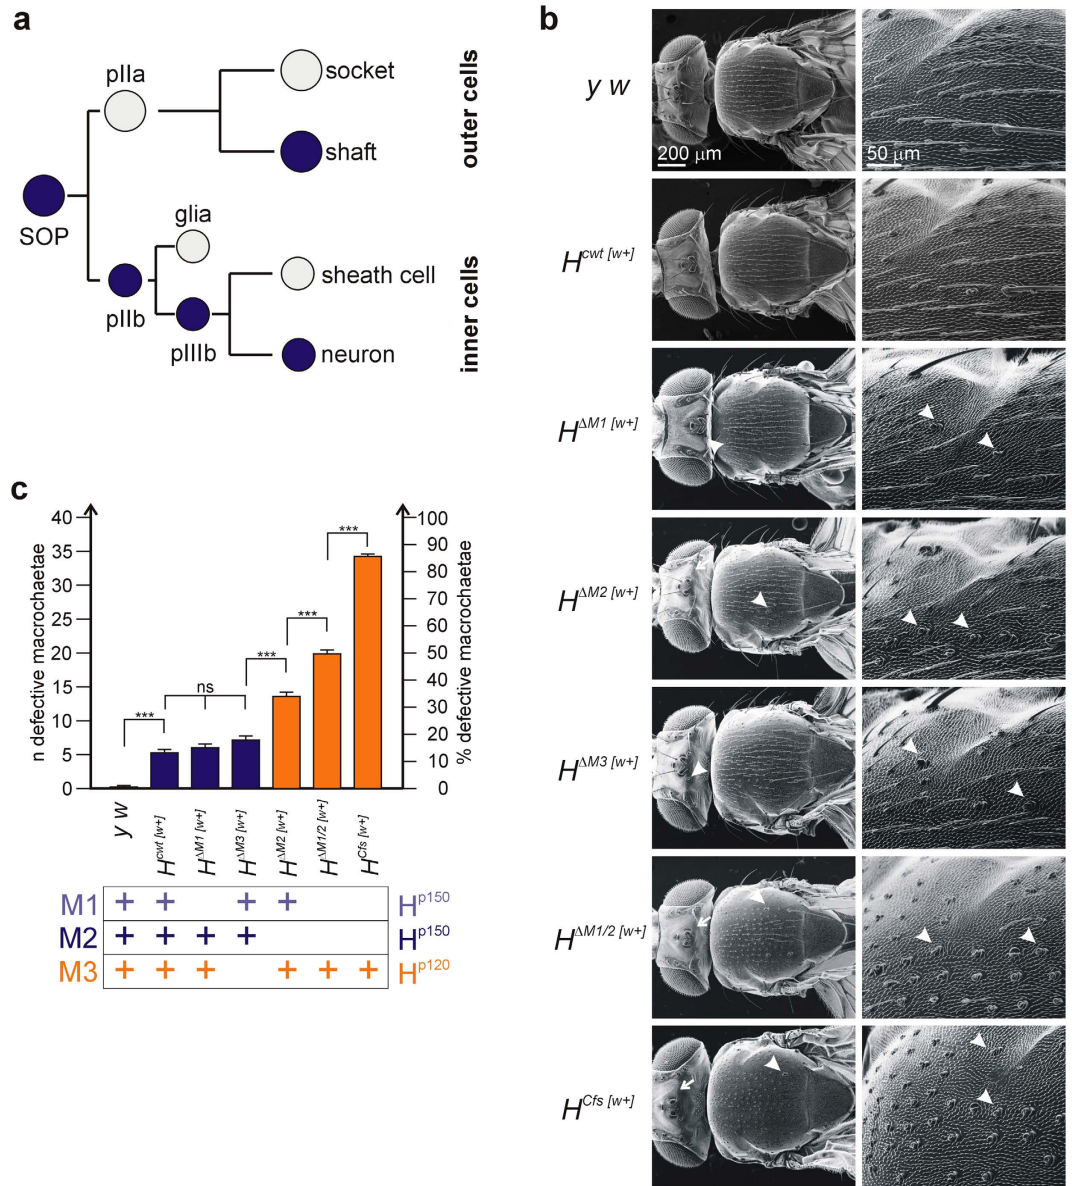 a
pIIa
socket
shaft
outer cells
SOP
glia
sheath cell
pIIb
pIIIb
neuron
inner cells
b
y w
200 μm
50 μm
H^cwt [w+]
H^ΔM1 [w+]
H^ΔM2 [w+]
H^ΔM3 [w+]
H^ΔM1/2 [w+]
H^Cfs [w+]
c
n defective macrochaetae
40
35
30
25
20
15
10
5
0
*** ns *** *** ***
100
90
80
70
60
50
40
30
20
10
0
% defective macrochaetae
y w
H^cwt [w+]
H^ΔM1 [w+]
H^ΔM3 [w+]
H^ΔM2 [w+]
H^ΔM1/2 [w+]
H^Cfs [w+]
M1 + + + + H^p150
M2 + + + + H^p150
M3 + + + + + + H^p120